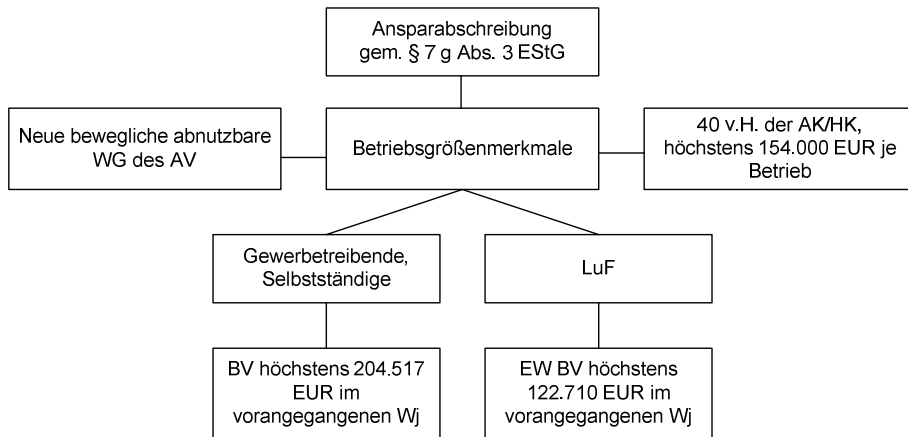 Ansparabschreibung
gem. § 7 g Abs. 3 EStG
Neue bewegliche abnutzbare
WG des AV
Betriebsgrößenmerkmale
40 v.H. der AK/HK,
höchstens 154.000 EUR je
Betrieb
Gewerbetreibende,
Selbstständige
LuF
BV höchstens 204.517
EUR im
vorangegangenen Wj
EW BV höchstens
122.710 EUR im
vorangegangenen Wj